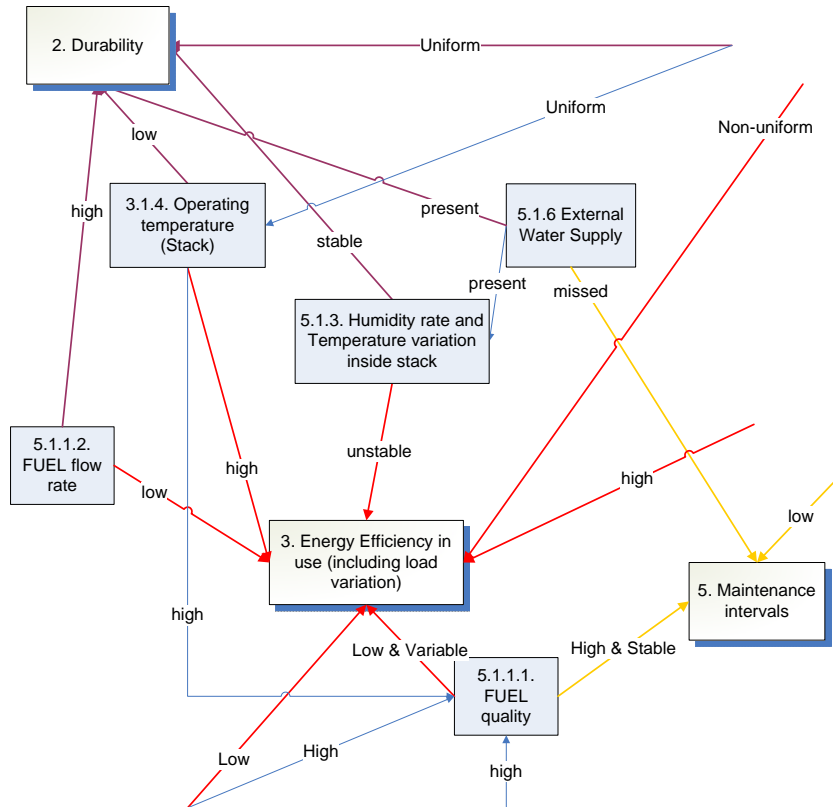 2. Durability
Uniform
Uniform
Non-uniform
low
3.1.4. Operating
temperature
(Stack)
high
present
5.1.6 External
Water Supply
stable
present
missed
5.1.3. Humidity rate and
Temperature variation
inside stack
5.1.1.2.
FUEL flow
rate
unstable
high
high
low
low
3. Energy Efficiency in
use (including load
variation)
5. Maintenance
intervals
high
Low & Variable
High & Stable
5.1.1.1.
FUEL
quality
Low
High
high